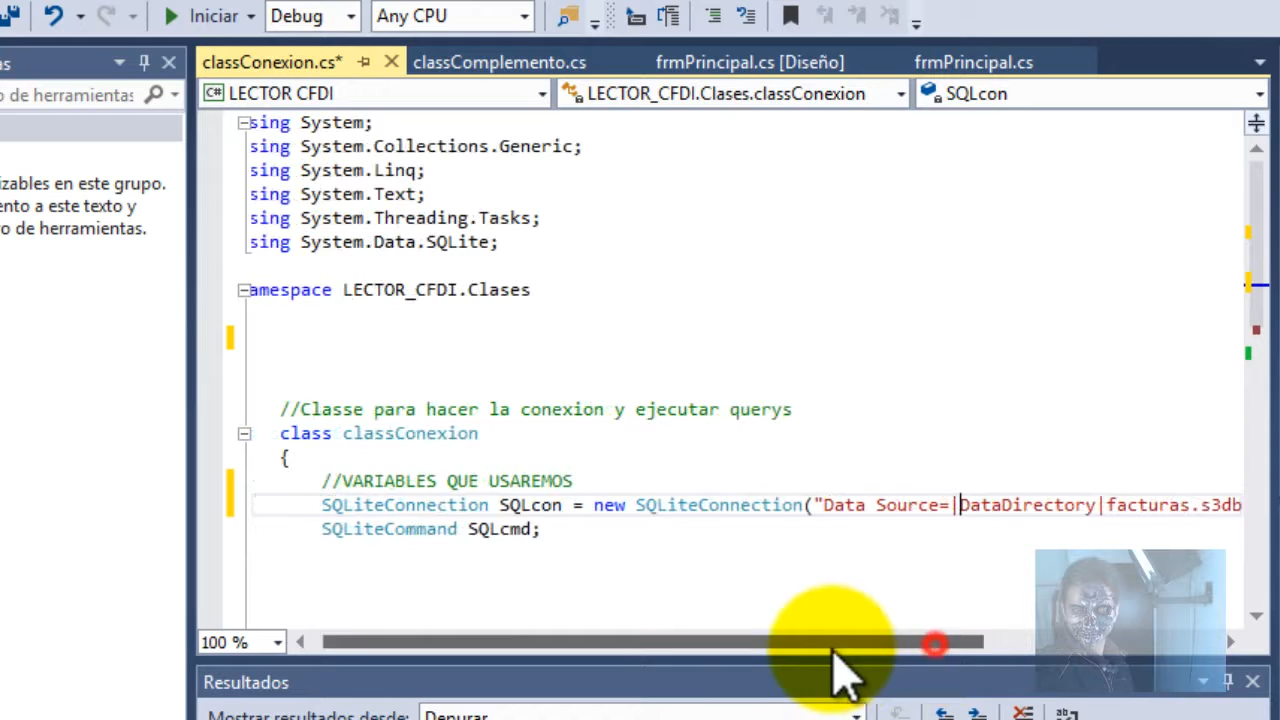 Iniciar
Debug
Any CPU
classConexion.cs*
classComplemento.cs
frmPrincipal.cs [Diseño]
frmPrincipal.cs
as
o de herramientas
C# LECTOR CFDI
LECTOR_CFDI.Clases.classConexion
SQLcon
sing System;
sing System.Collections.Generic;
sing System.Linq;
sing System.Text;
sing System.Threading.Tasks;
sing System.Data.SQLite;
izables en este grupo.
ento a este texto y
o de herramientas.
amespace LECTOR_CFDI.Clases
//Classe para hacer la conexion y ejecutar querys
class classConexion
{
//VARIABLES QUE USAREMOS
SQLiteConnection SQLcon = new SQLiteConnection("Data Source=|DataDirectory|facturas.s3db
SQLiteCommand SQLcmd;
100 %
Resultados
Mostrar resultados desde: Depurar